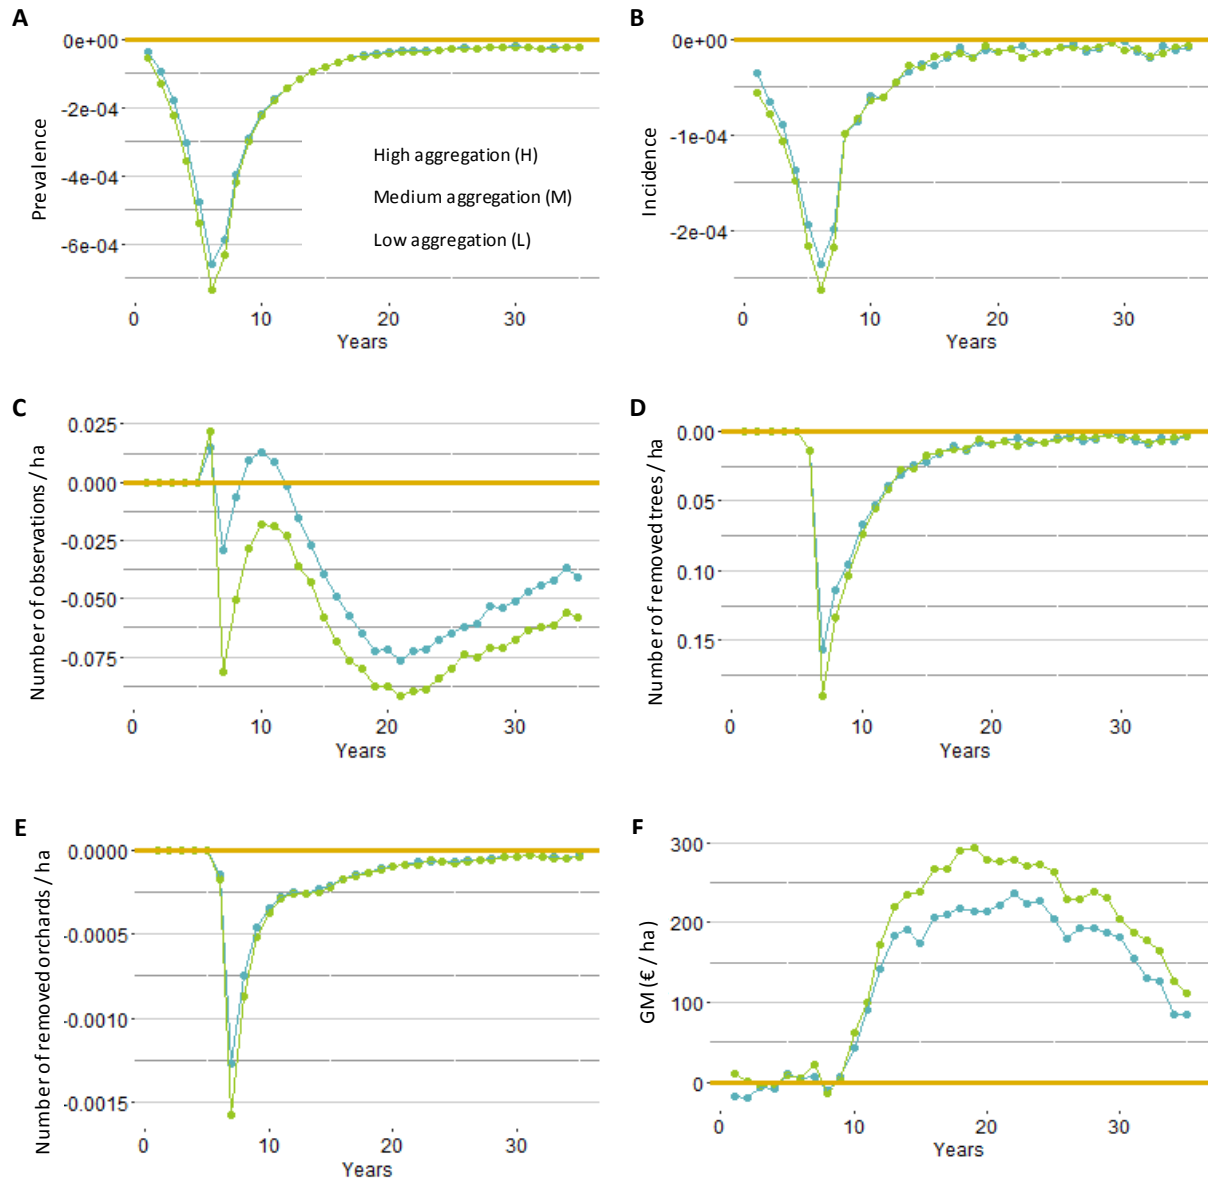 A
0e+00
-2e-04
-4e-04
-6e-04
Prevalence
High aggregation (H)
Medium aggregation (M)
Low aggregation (L)
0
10
20
30
Years
B
0e+00
-1e-04
-2e-04
Incidence
0
10
20
30
Years
C
0.025
0.000
-0.025
-0.050
-0.075
Number of observations / ha
0
10
20
30
Years
D
0.00
0.05
0.10
0.15
Number of removed trees / ha
0
10
20
30
Years
E
0.0000
-0.0005
-0.0010
-0.0015
Number of removed orchards / ha
0
10
20
30
Years
F
300
200
100
0
GM (€ / ha)
0
10
20
30
Years